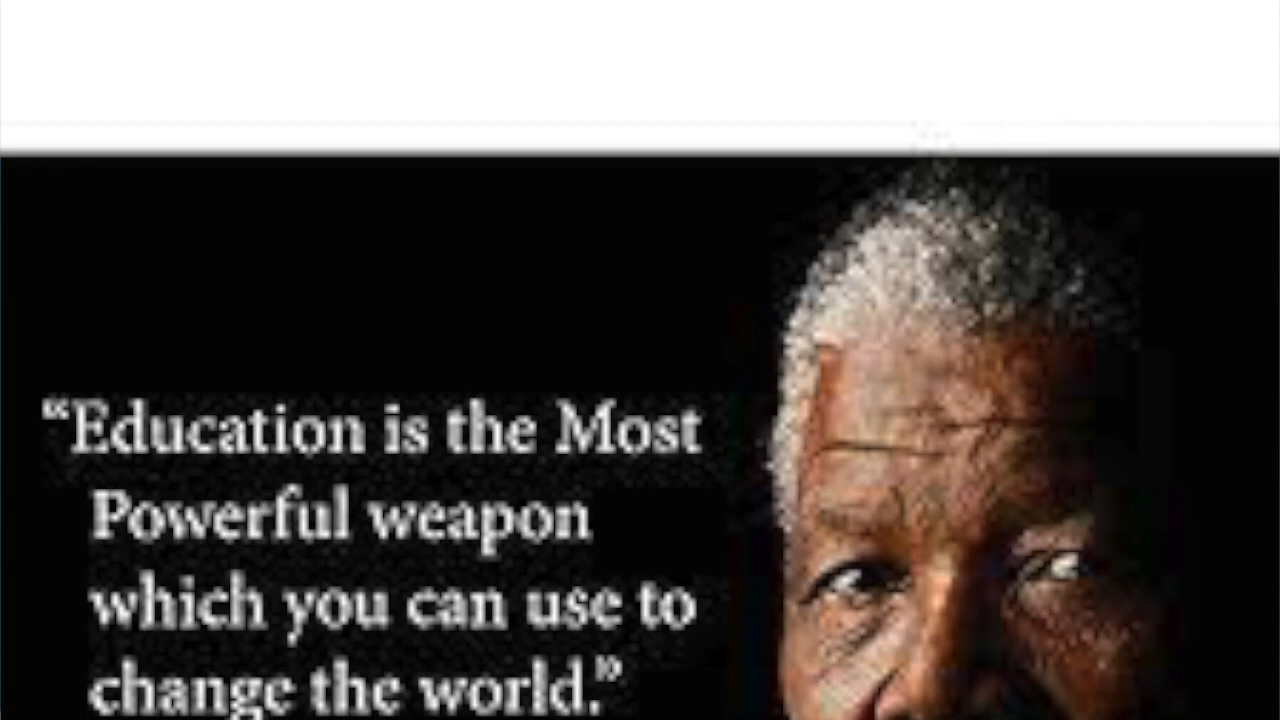 “Education is the Most
Powerful weapon
which you can use to
change the world.”